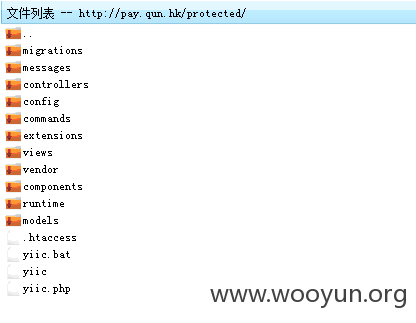 文件列表 -- http://pay.qun.hk/protected/
..
migrations
messages
controllers
config
commands
extensions
views
vendor
components
runtime
models
.htaccess
yiic.bat
yiic
yiic.php
www.wooyun.org